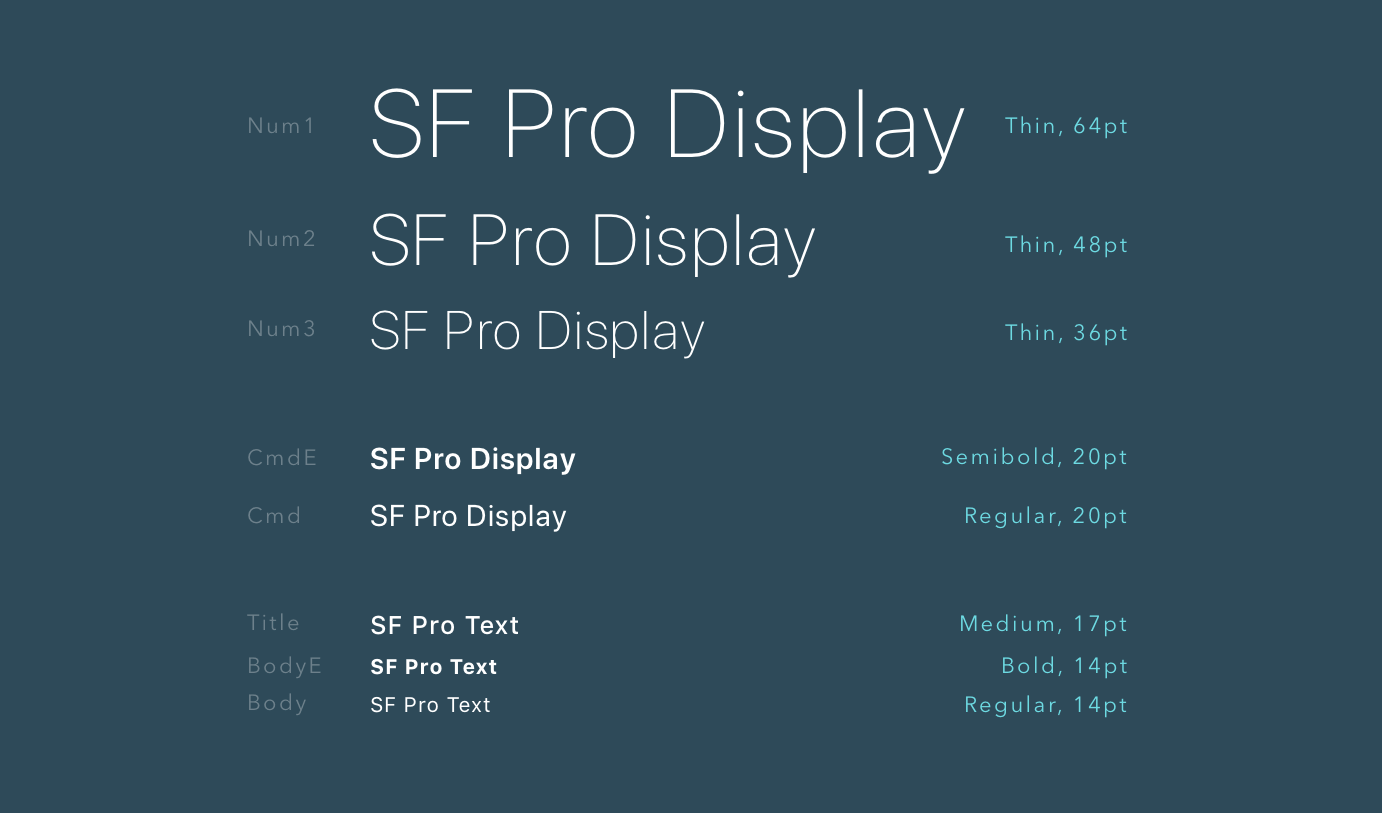 Num1 SF Pro Display Thin, 64pt
Num2 SF Pro Display Thin, 48pt
Num3 SF Pro Display Thin, 36pt
CmdE SF Pro Display Semibold, 20pt
Cmd SF Pro Display Regular, 20pt
Title SF Pro Text Medium, 17pt
BodyE SF Pro Text Bold, 14pt
Body SF Pro Text Regular, 14pt